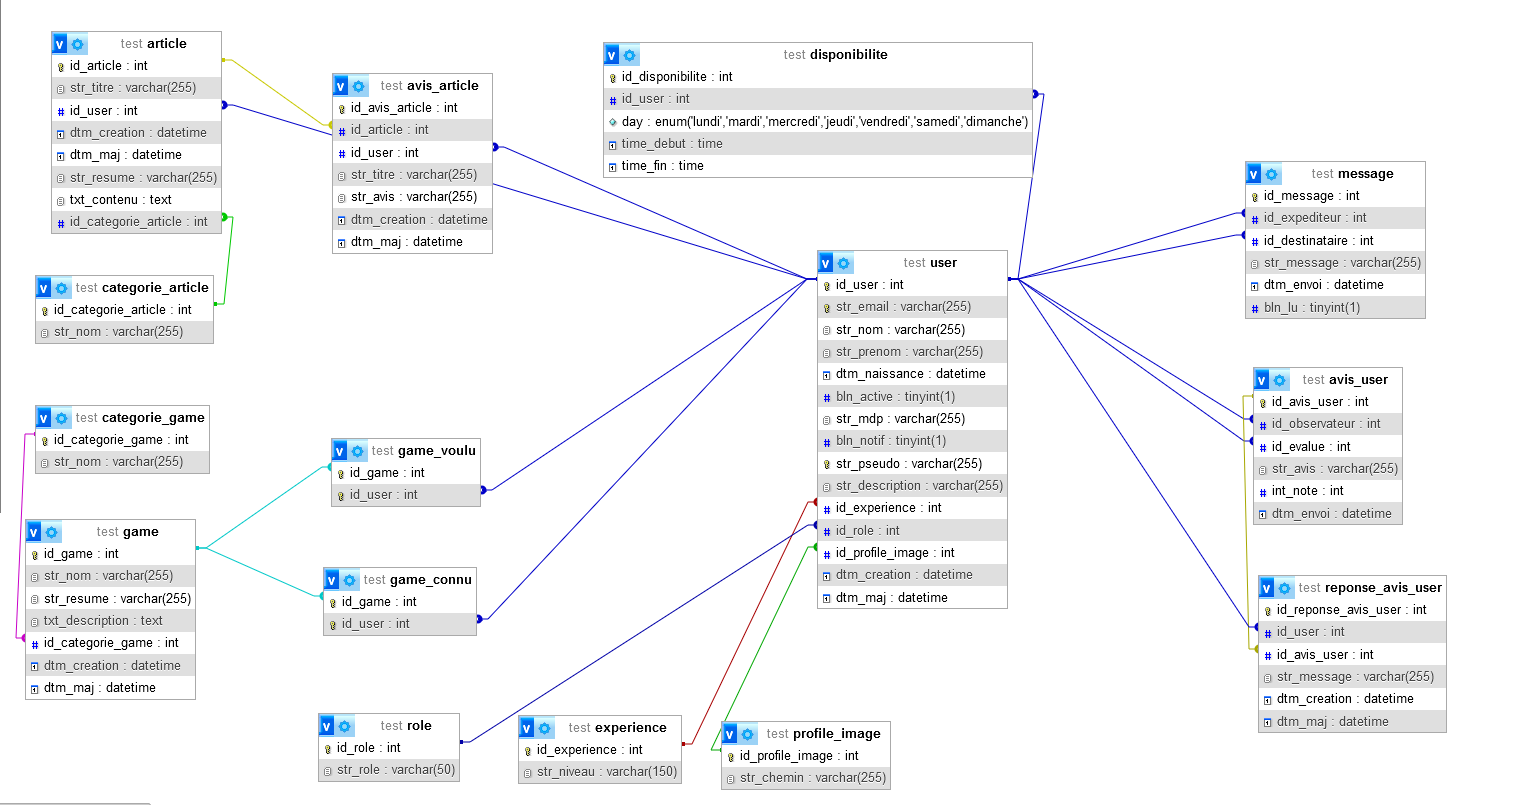 v test article
id_article : int
str_titre : varchar(255)
# id_user : int
dtm_creation : datetime
dtm_maj : datetime
str_resume : varchar(255)
txt_contenu : text
# id_categorie_article : int
v test avis_article
id_avis_article : int
# id_article : int
# id_user : int
str_titre : varchar(255)
str_avis : varchar(255)
dtm_creation : datetime
dtm_maj : datetime
v test disponibilite
id_disponibilite : int
# id_user : int
day : enum('lundi','mardi','mercredi','jeudi','vendredi','samedi','dimanche')
time_debut : time
time_fin : time
v test message
id_message : int
# id_expediteur : int
# id_destinataire : int
str_message : varchar(255)
dtm_envoi : datetime
# bln_lu : tinyint(1)
v test categorie_article
id_categorie_article : int
str_nom : varchar(255)
v test user
id_user : int
str_email : varchar(255)
str_nom : varchar(255)
str_prenom : varchar(255)
dtm_naissance : datetime
# bln_active : tinyint(1)
str_mdp : varchar(255)
# bln_notif : tinyint(1)
str_pseudo : varchar(255)
str_description : varchar(255)
# id_experience : int
# id_role : int
# id_profile_image : int
dtm_creation : datetime
dtm_maj : datetime
v test avis_user
id_avis_user : int
# id_observateur : int
# id_evalue : int
str_avis : varchar(255)
# int_note : int
dtm_envoi : datetime
v test categorie_game
id_categorie_game : int
str_nom : varchar(255)
v test game_voulu
id_game : int
id_user : int
v test game
id_game : int
str_nom : varchar(255)
str_resume : varchar(255)
txt_description : text
# id_categorie_game : int
dtm_creation : datetime
dtm_maj : datetime
v test game_connu
id_game : int
id_user : int
v test reponse_avis_user
id_reponse_avis_user : int
# id_user : int
# id_avis_user : int
str_message : varchar(255)
dtm_creation : datetime
dtm_maj : datetime
v test role
id_role : int
str_role : varchar(50)
v test experience
id_experience : int
str_niveau : varchar(150)
v test profile_image
id_profile_image : int
str_chemin : varchar(255)